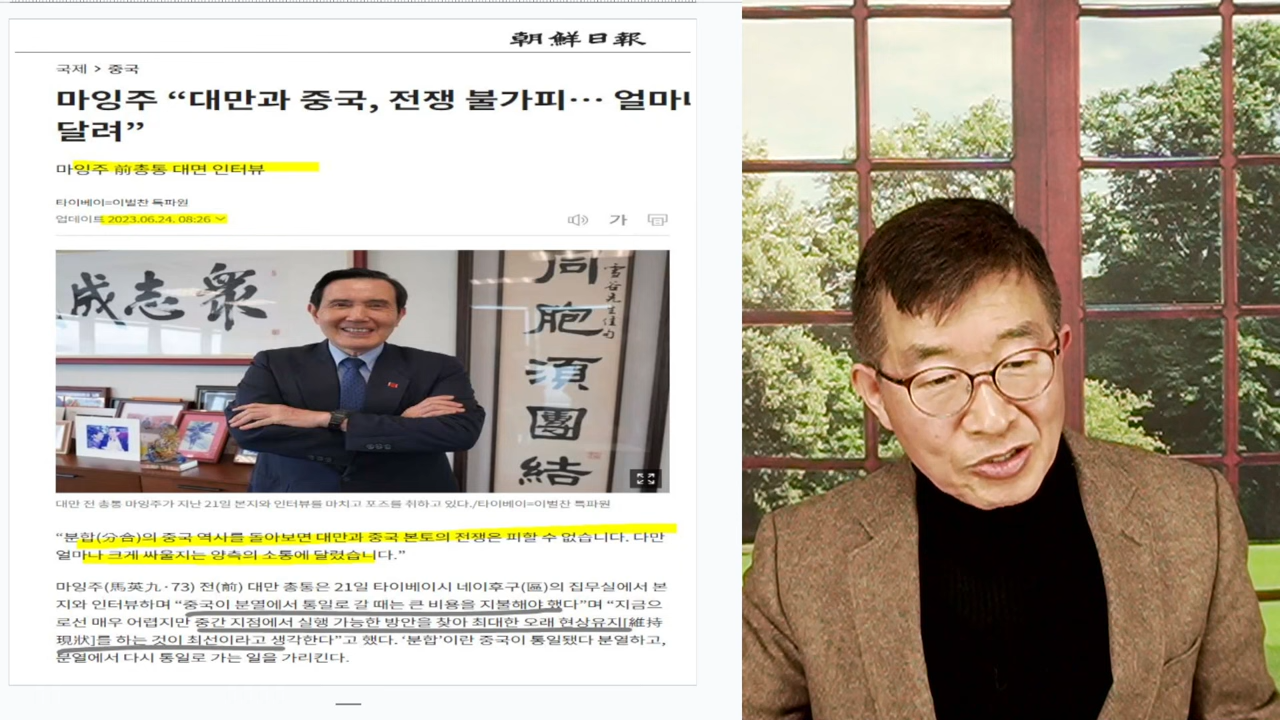 朝鮮日報
국제 > 중국
마잉주 “대만과 중국, 전쟁 불가피… 얼마나
달려”
마잉주 前총통 대면 인터뷰
타이베이=이벌찬 특파원
업데이트 2023.06.24. 08:26
가
成志衆
同胞須團結
대만 전 총통 마잉주가 지난 21일 본지와 인터뷰를 마치고 포즈를 취하고 있다./타이베이=이벌찬 특파원
“분합(分合)의 중국 역사를 돌아보면 대만과 중국 본토의 전쟁은 피할 수 없습니다. 다만
얼마나 크게 싸울지는 양측의 소통에 달렸습니다.”
마잉주(馬英九·73) 전(前) 대만 총통은 21일 타이베이시 네이후구(區)의 집무실에서 본
지와 인터뷰하며 “중국이 분열에서 통일로 갈 때는 큰 비용을 지불해야 했다”며 “지금으
로선 매우 어렵지만 중간 지점에서 실행 가능한 방안을 찾아 최대한 오래 현상유지[維持
現狀]를 하는 것이 최선이라고 생각한다”고 했다. ‘분합’이란 중국이 통일됐다 분열하고,
분열에서 다시 통일로 가는 일을 가리킨다.